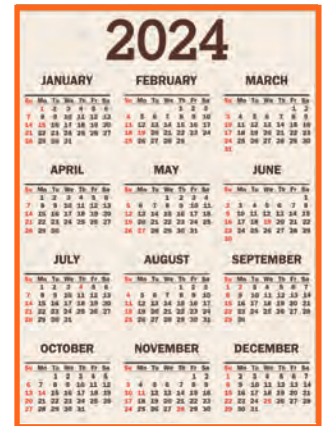 2024
JANUARY
Su Mo Tu We Th Fr Sa
1 2 3 4 5 6
7 8 9 10 11 12 13
14 15 16 17 18 19 20
21 22 23 24 25 26 27
28 29 30 31
FEBRUARY
Su Mo Tu We Th Fr Sa
1 2 3
4 5 6 7 8 9 10
11 12 13 14 15 16 17
18 19 20 21 22 23 24
25 26 27 28 29
MARCH
Su Mo Tu We Th Fr Sa
1 2
3 4 5 6 7 8 9
10 11 12 13 14 15 16
17 18 19 20 21 22 23
24 25 26 27 28 29 30
31
APRIL
Su Mo Tu We Th Fr Sa
1 2 3 4 5 6
7 8 9 10 11 12 13
14 15 16 17 18 19 20
21 22 23 24 25 26 27
28 29 30
MAY
Su Mo Tu We Th Fr Sa
1 2 3 4
5 6 7 8 9 10 11
12 13 14 15 16 17 18
19 20 21 22 23 24 25
26 27 28 29 30 31
JUNE
Su Mo Tu We Th Fr Sa
1
2 3 4 5 6 7 8
9 10 11 12 13 14 15
16 17 18 19 20 21 22
23 24 25 26 27 28 29
30
JULY
Su Mo Tu We Th Fr Sa
1 2 3 4 5 6
7 8 9 10 11 12 13
14 15 16 17 18 19 20
21 22 23 24 25 26 27
28 29 30 31
AUGUST
Su Mo Tu We Th Fr Sa
1 2 3
4 5 6 7 8 9 10
11 12 13 14 15 16 17
18 19 20 21 22 23 24
25 26 27 28 29 30 31
SEPTEMBER
Su Mo Tu We Th Fr Sa
1 2 3 4 5 6 7
8 9 10 11 12 13 14
15 16 17 18 19 20 21
22 23 24 25 26 27 28
29 30
OCTOBER
Su Mo Tu We Th Fr Sa
1 2 3 4 5
6 7 8 9 10 11 12
13 14 15 16 17 18 19
20 21 22 23 24 25 26
27 28 29 30 31
NOVEMBER
Su Mo Tu We Th Fr Sa
1 2
3 4 5 6 7 8 9
10 11 12 13 14 15 16
17 18 19 20 21 22 23
24 25 26 27 28 29 30
DECEMBER
Su Mo Tu We Th Fr Sa
1 2 3 4 5 6 7
8 9 10 11 12 13 14
15 16 17 18 19 20 21
22 23 24 25 26 27 28
29 30 31